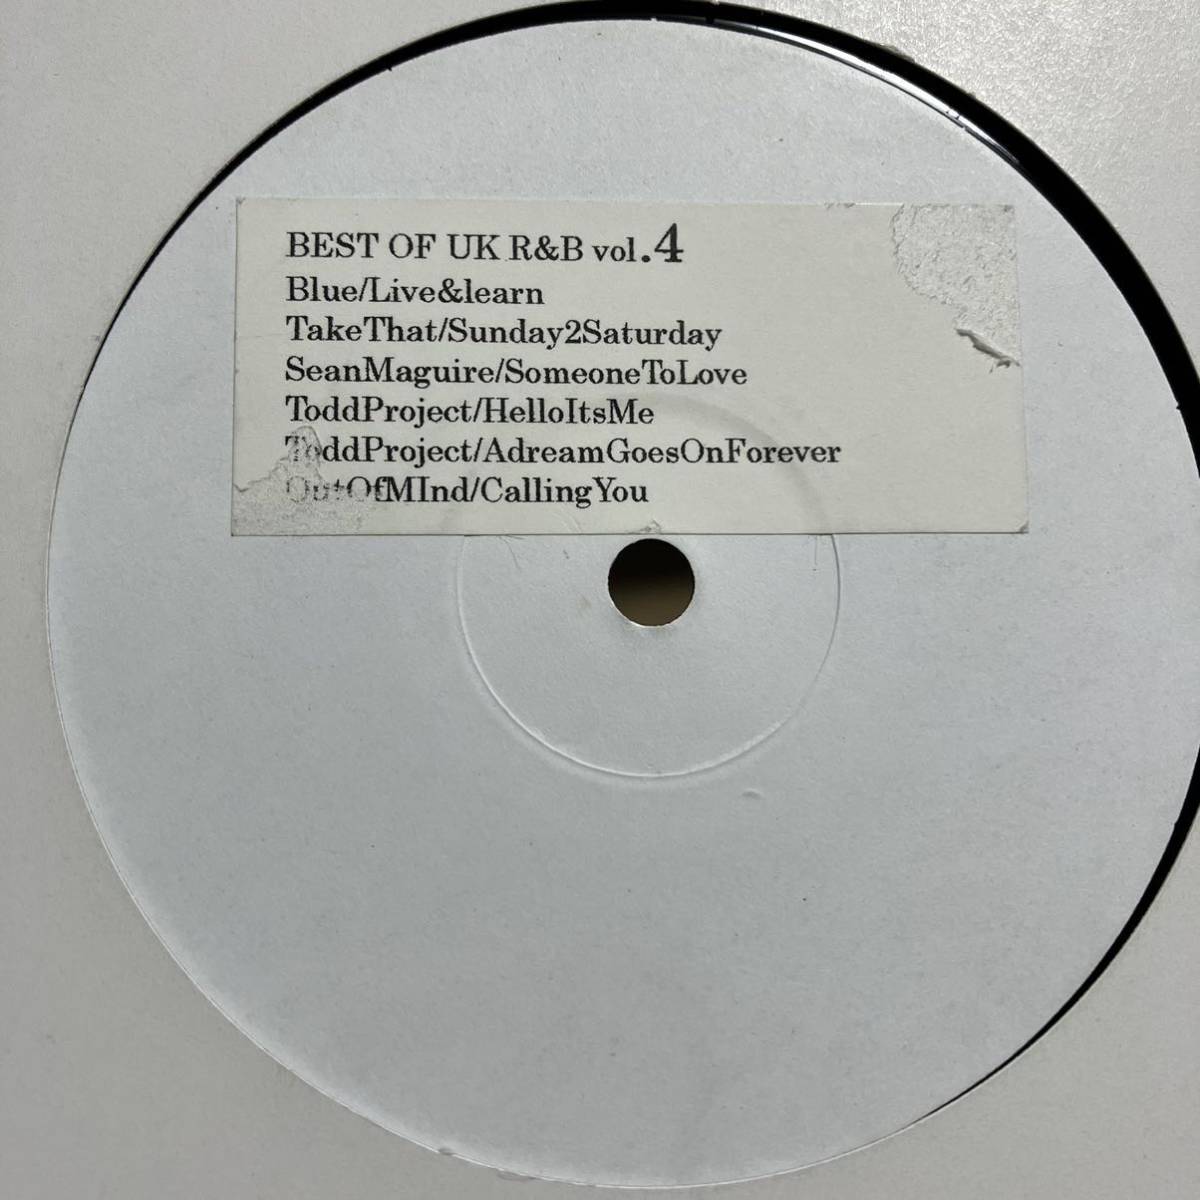 BEST OF UK R&B vol.4
Blue/Live&learn
TakeThat/Sunday2Saturday
SeanMaguire/SomeoneToLove
ToddProject/HelloItsMe
ToddProject/AdreamGoesOnForever
OutOfMInd/CallingYou